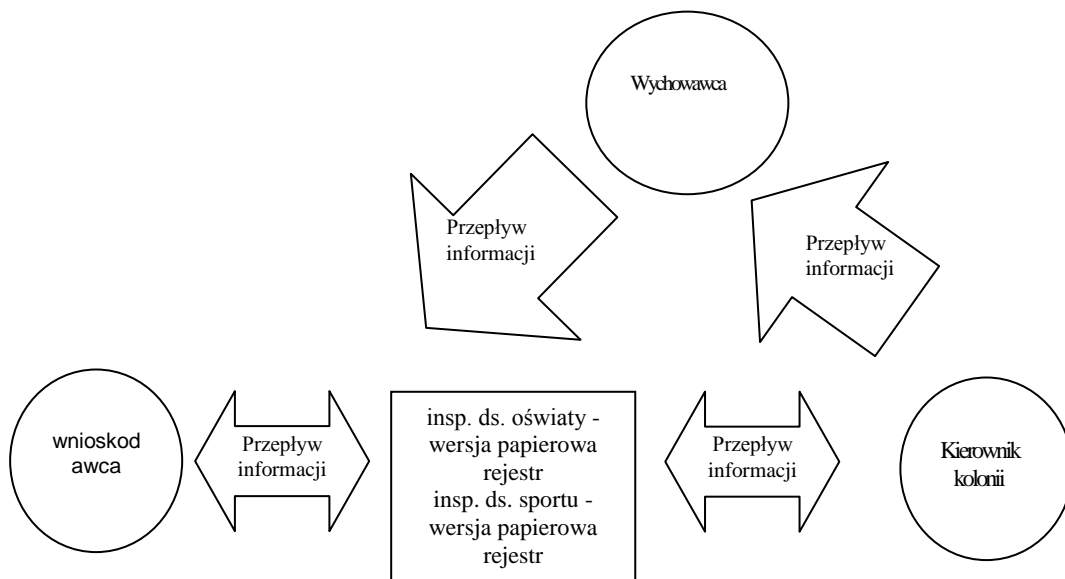 Wychowawca
Przepływ
informacji
Przepływ
informacji
wnioskod
awca
Przepływ
informacji
insp. ds. oświaty -
wersja papierowa
rejestr
insp. ds. sportu -
wersja papierowa
rejestr
Przepływ
informacji
Kierownik
kolonii